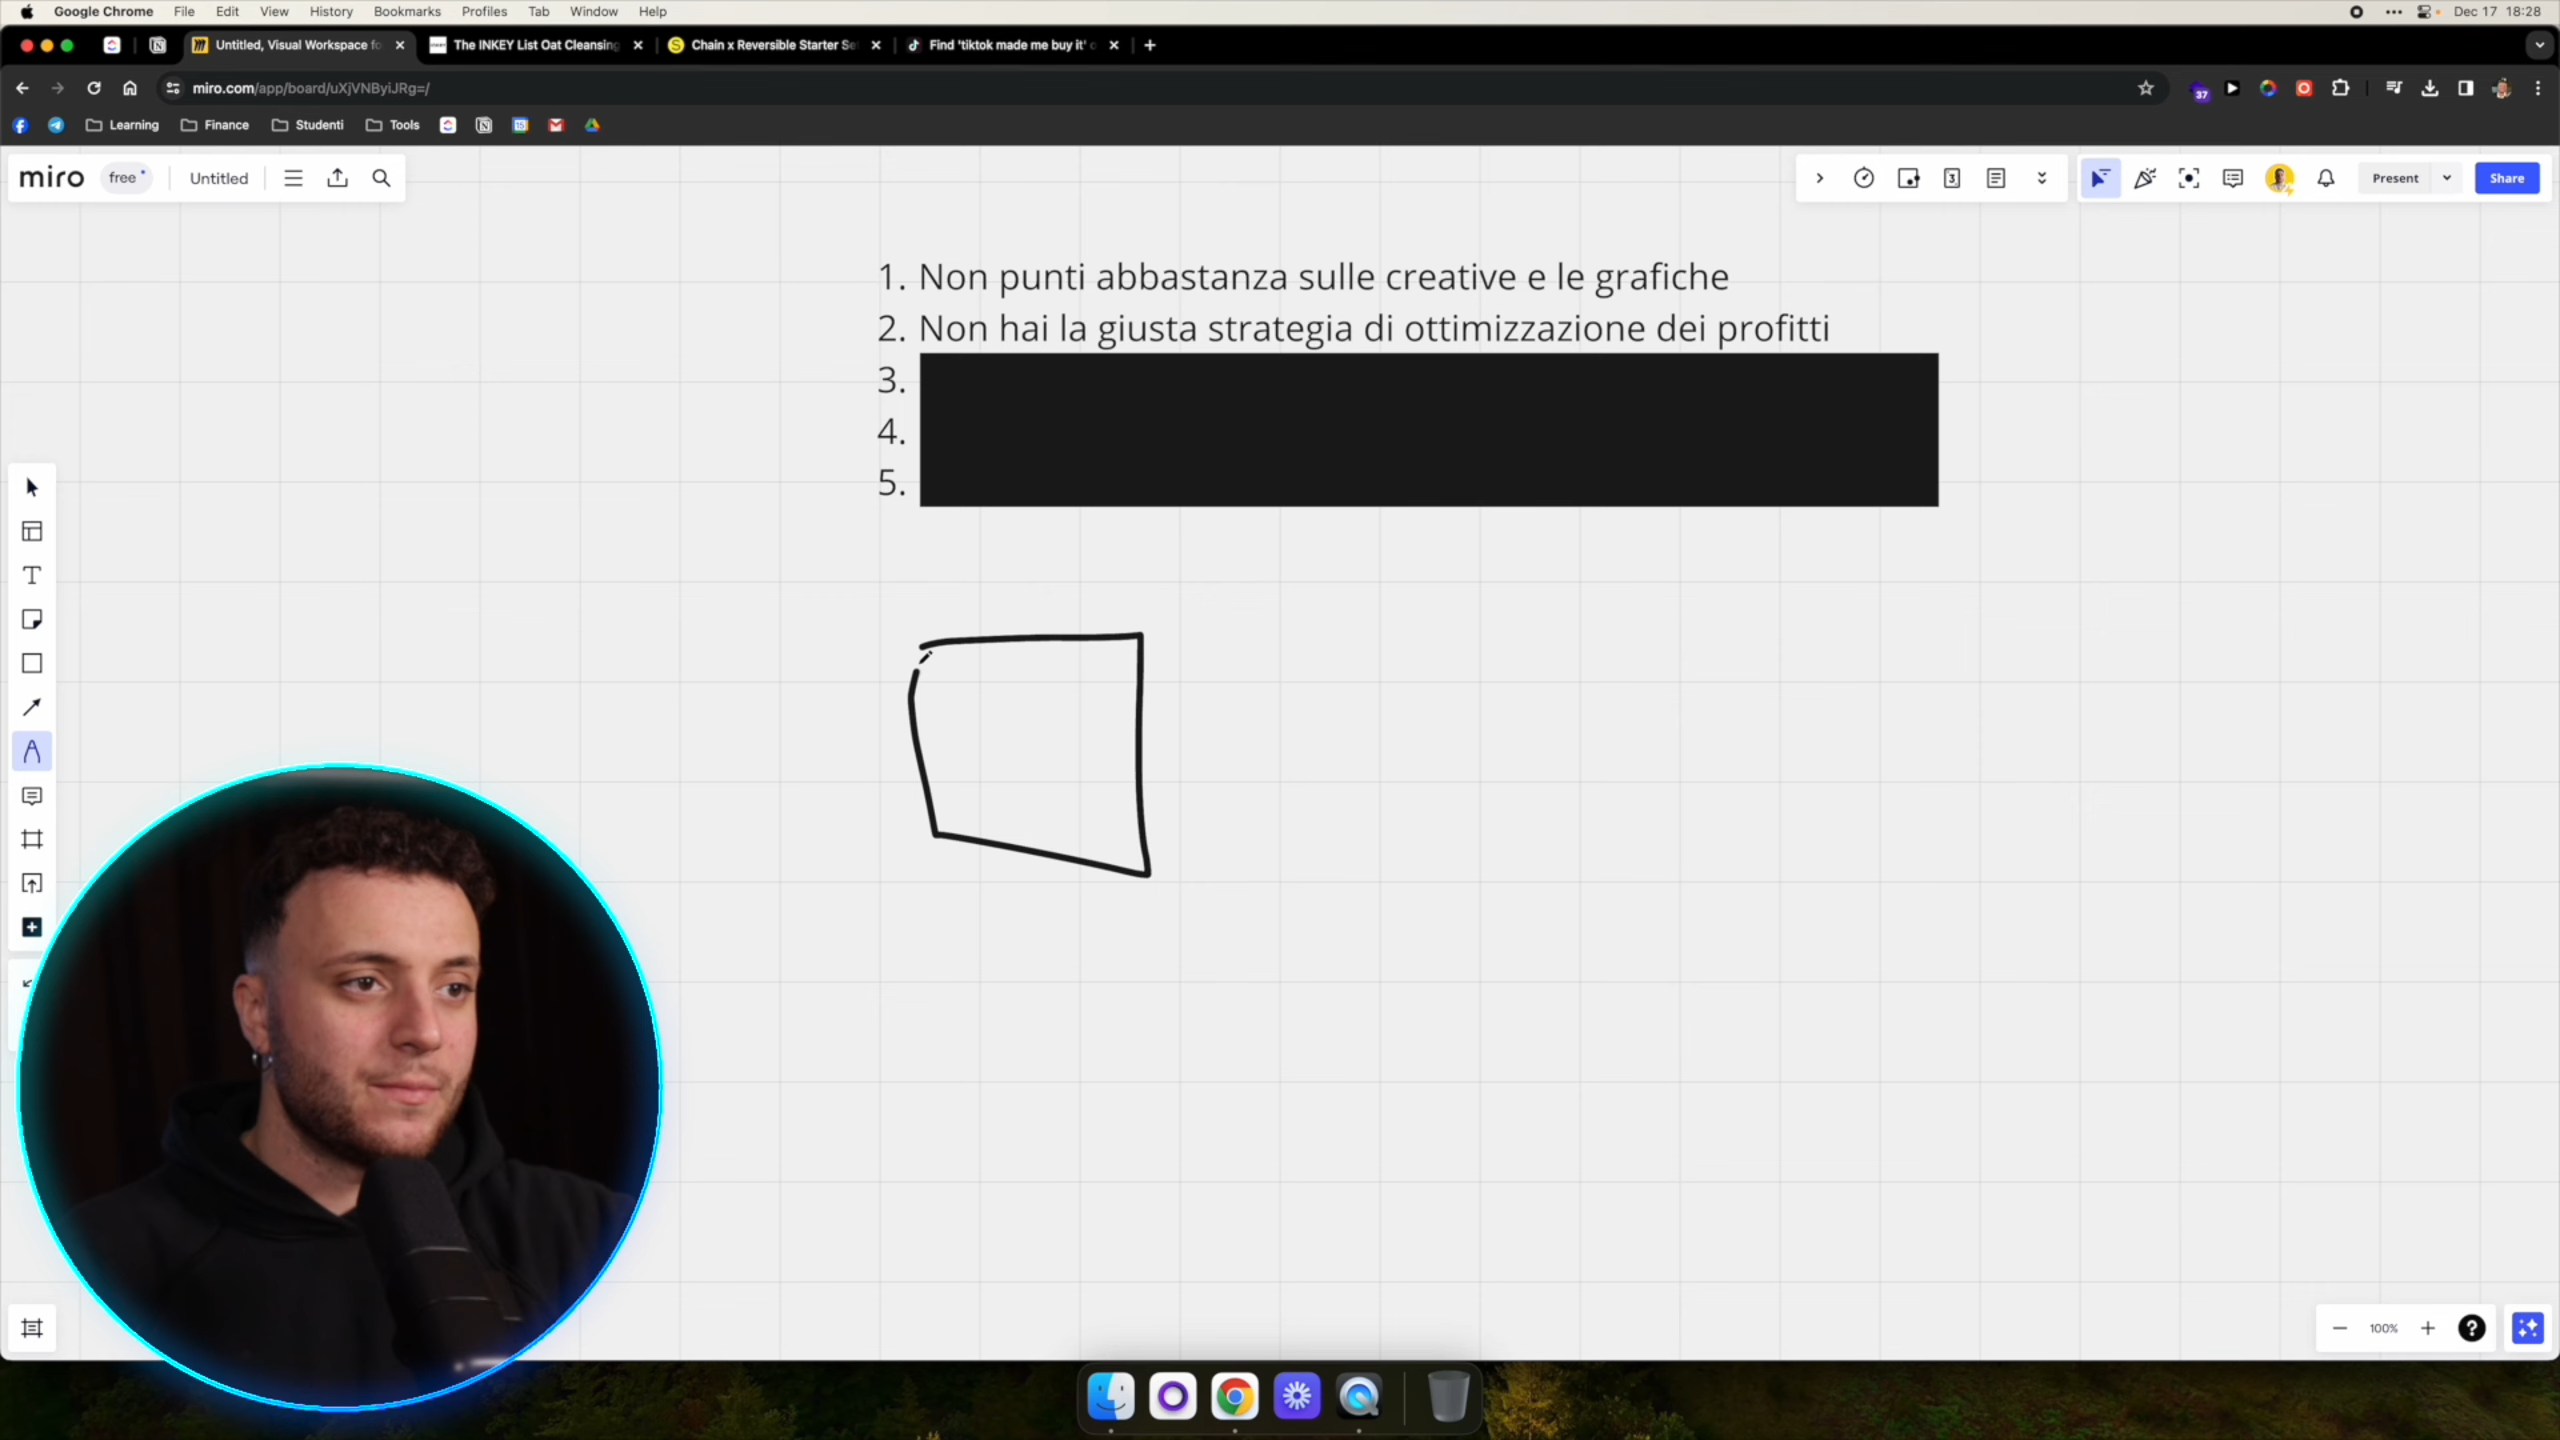 Google Chrome File Edit View History Bookmarks Profiles Tab Window Help Dec 17 18:28
Untitled, Visual Workspace fo The INKEY List Oat Cleansing Chain x Reversible Starter Se Find 'tiktok made me buy it' o
miro.com/app/board/uXjVNByiJRg=/ 37
Learning Finance Studenti Tools
miro free Untitled 3 Present Share
1. Non punti abbastanza sulle creative e le grafiche
2. Non hai la giusta strategia di ottimizzazione dei profitti
3.
4.
5.
100%